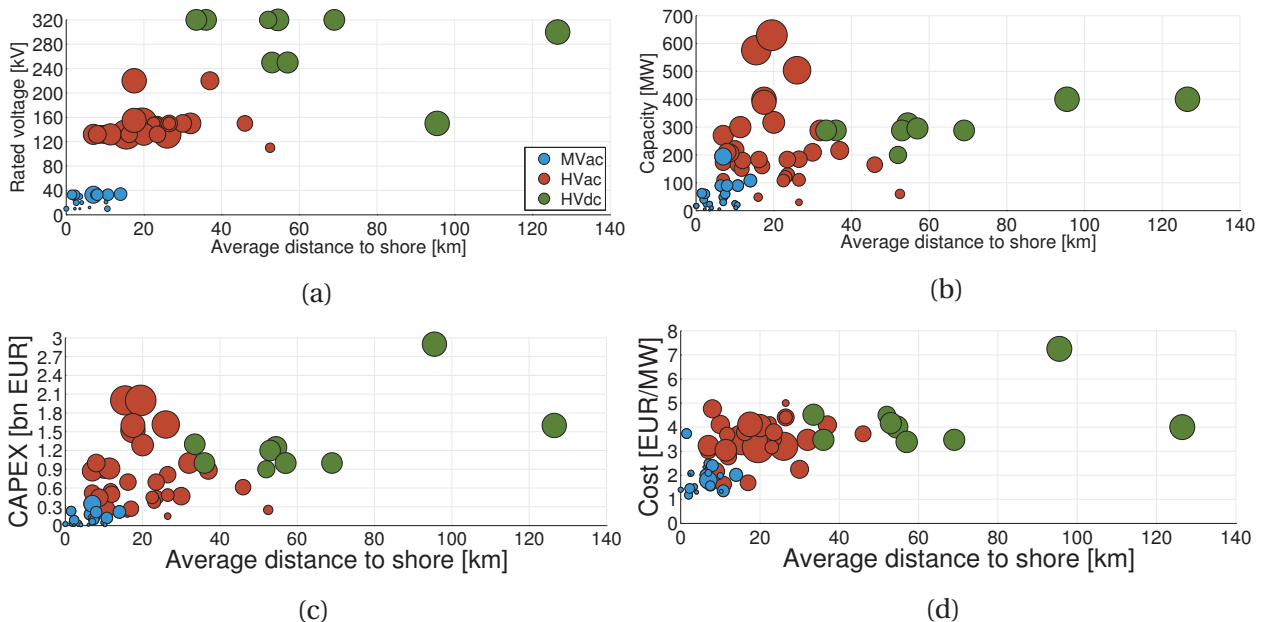 320
280
240
200
160
120
80
40
0
Rated voltage [kV]
0 20 40 60 80 100 120 140
Average distance to shore [km]
MVac
HVac
HVdc
(a)
700
600
500
400
300
200
100
0
Capacity [MW]
0 20 40 60 80 100 120 140
Average distance to shore [km]
(b)
3
2.7
2.4
2.1
1.8
1.5
1.2
0.9
0.6
0.3
0
CAPEX [bn EUR]
0 20 40 60 80 100 120 140
Average distance to shore [km]
(c)
8
7
6
5
4
3
2
1
0
Cost [EUR/MW]
0 20 40 60 80 100 120 140
Average distance to shore [km]
(d)